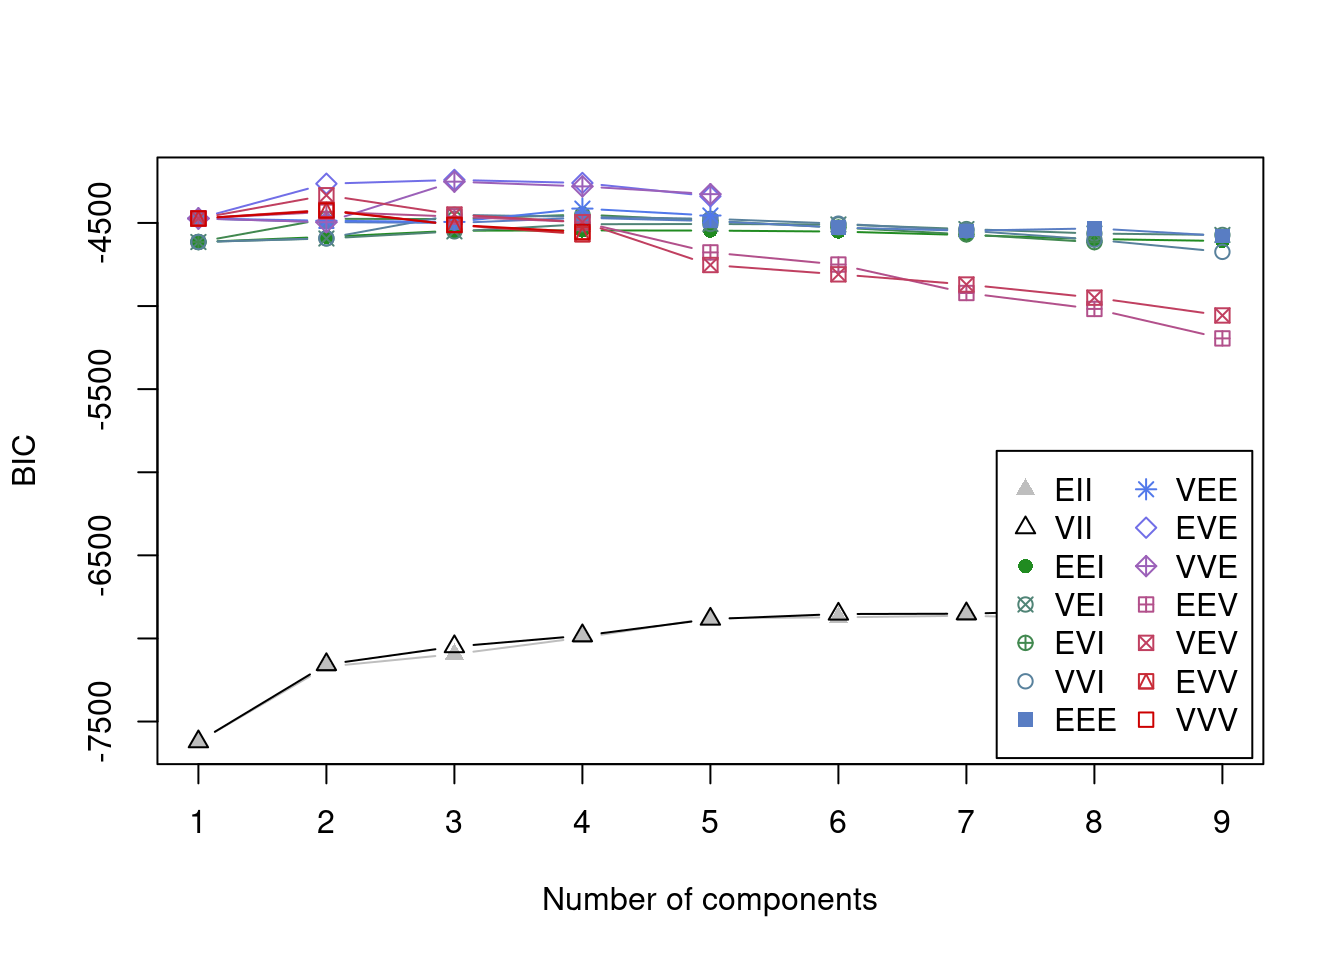 BIC
-4500
-5500
-6500
-7500
EII VEE
VII EVE
EEI VVE
VEI EEV
EVI VEV
VVI EVV
EEE VVV
1 2 3 4 5 6 7 8 9
Number of components